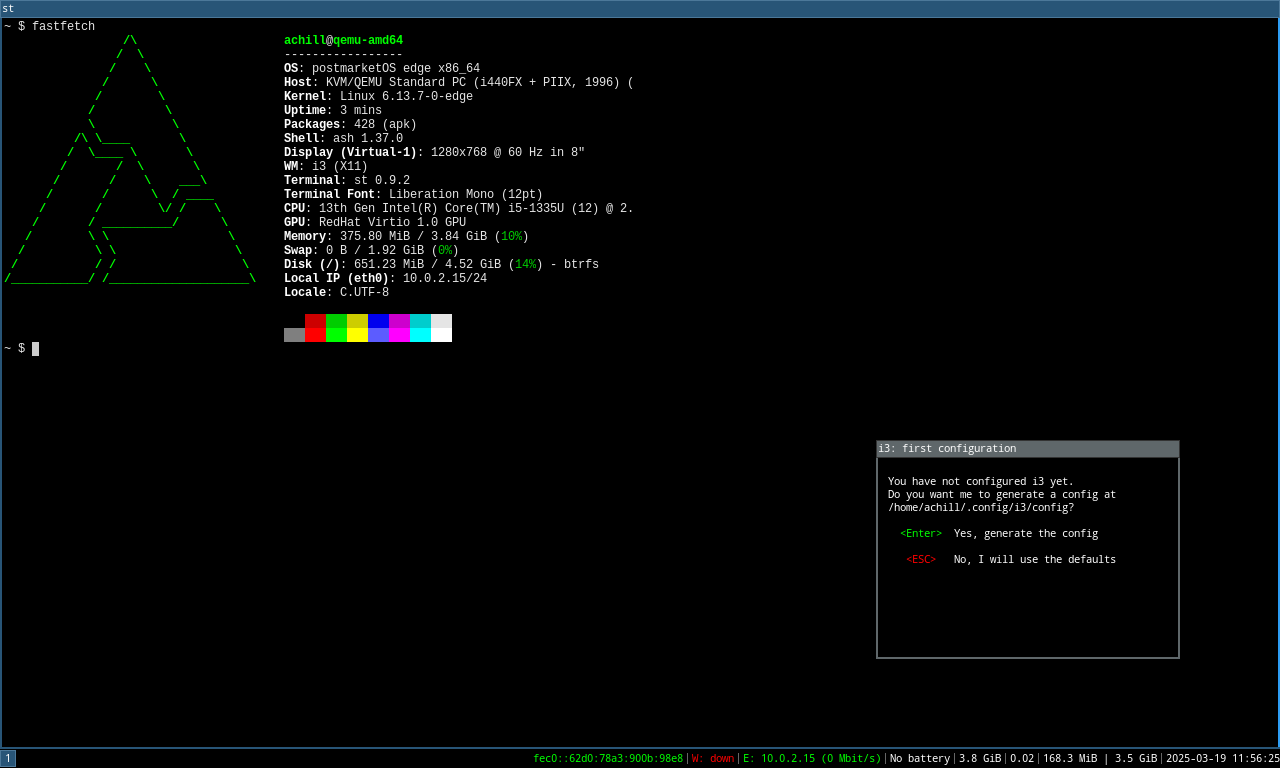 st
~ $ fastfetch
achill@qemu-amd64
-----------------
OS: postmarketOS edge x86_64
Host: KVM/QEMU Standard PC (i440FX + PIIX, 1996) (
Kernel: Linux 6.13.7-0-edge
Uptime: 3 mins
Packages: 428 (apk)
Shell: ash 1.37.0
Display (Virtual-1): 1280x768 @ 60 Hz in 8"
WM: i3 (X11)
Terminal: st 0.9.2
Terminal Font: Liberation Mono (12pt)
CPU: 13th Gen Intel(R) Core(TM) i5-1335U (12) @ 2.
GPU: RedHat Virtio 1.0 GPU
Memory: 375.80 MiB / 3.84 GiB (10%)
Swap: 0 B / 1.92 GiB (0%)
Disk (/): 651.23 MiB / 4.52 GiB (14%) - btrfs
Local IP (eth0): 10.0.2.15/24
Locale: C.UTF-8
~ $
i3: first configuration
You have not configured i3 yet.
Do you want me to generate a config at
/home/achill/.config/i3/config?
<Enter> Yes, generate the config
<ESC> No, I will use the defaults
1
fec0::62d0:78a3:900b:98e8|W: down|E: 10.0.2.15 (0 Mbit/s)|No battery|3.8 GiB|0.02|168.3 MiB | 3.5 GiB|2025-03-19 11:56:25